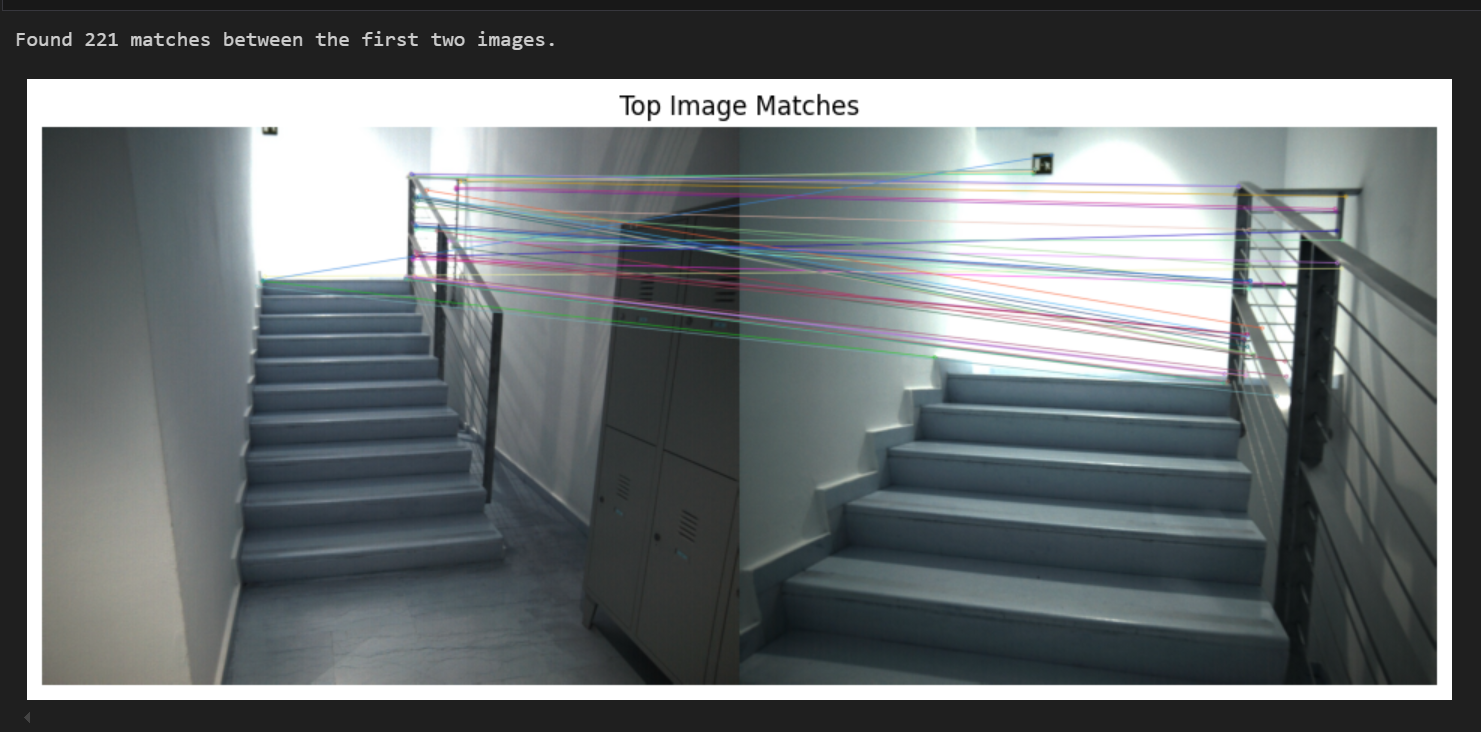 Found 221 matches between the first two images.
Top Image Matches